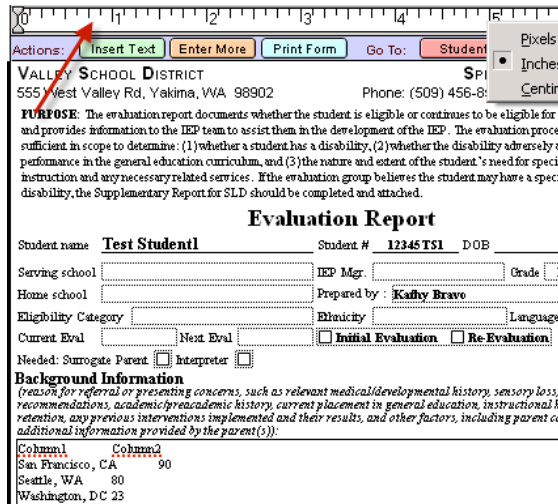 0 1 2 3 4 5
Pixels
Inches
Actions: Insert Text Enter More Print Form Go To: Student
VALLEY SCHOOL DISTRICT
555 West Valley Rd, Yakima, WA 98902 Phone: (509) 456-8
PURPOSE: The evaluation report documents whether the student is eligible or continues to be eligible for
and provides information to the IEP team to assist them in the development of the IEP. The evaluation
sufficient in scope to determine: (1) whether a student has a disability, (2) whether the disability adversely
performance in the general education curriculum, and (3) the nature and extent of the student's need for
instruction and any necessary related services. If the evaluation group believes the student may have a
disability, the Supplementary Report for SLD should be completed and attached.
Evaluation Report
Student name Test Student1 Student # 12345TS1 DOB
Serving school IEP Mgr. Grade
Home school Prepared by : Kathy Bravo
Eligibility Category Ethnicity Language
Current Eval Next Eval Initial Evaluation Re-Evaluation
Needed: Surrogate Parent Interpreter
Background Information
(reason for referral or presenting concerns, such as relevant medical/developmental history, sensory loss,
recommendations, academic/preacademic history, current placement in general education, instructional
retention, any previous interventions implemented and their results, and other factors, including parent
additional information provided by the parent(s)):
Column1 Column2
San Francisco, CA 90
Seattle, WA 80
Washington, DC 23